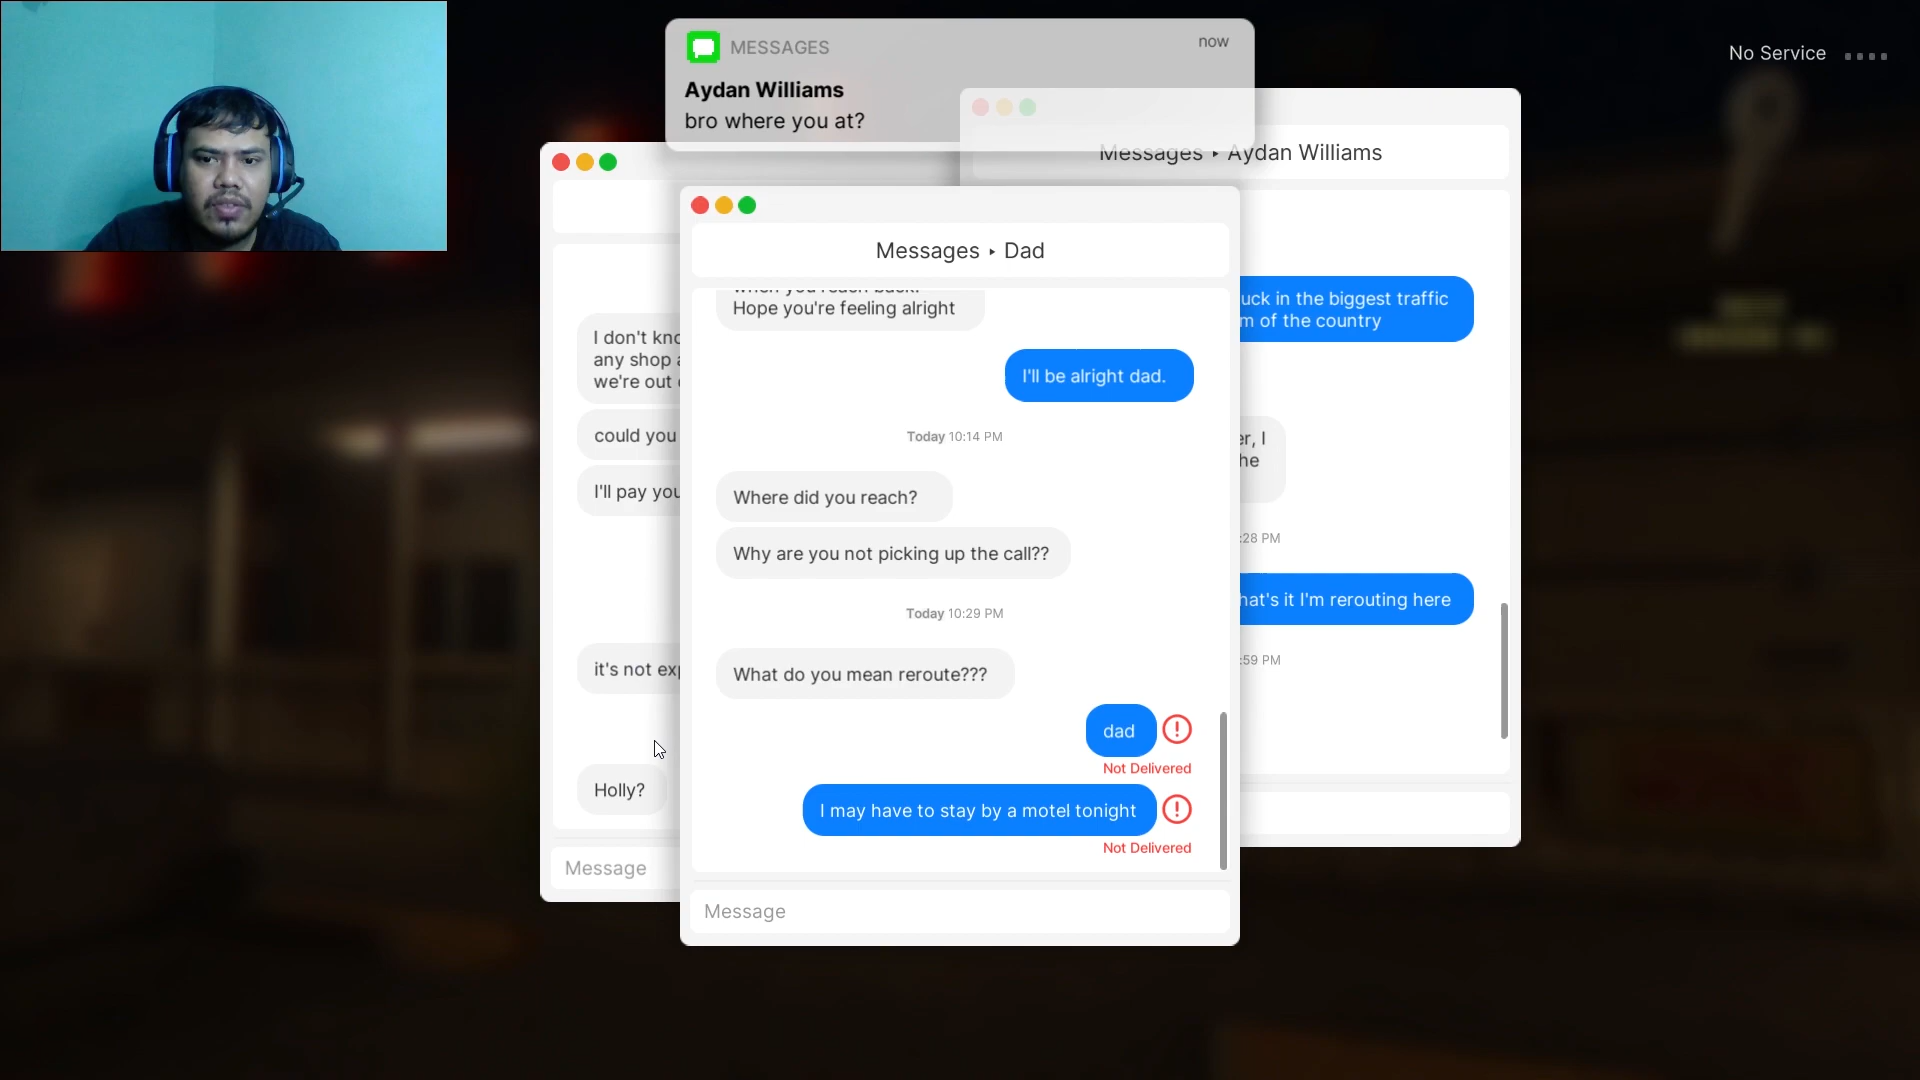 MESSAGES
now
Aydan Williams
bro where you at?
No Service
Messages ▸ Aydan Williams
Messages ▸ Dad
Hope you're feeling alright
I'll be alright dad.
Today 10:14 PM
Where did you reach?
Why are you not picking up the call??
Today 10:29 PM
What do you mean reroute???
dad
Not Delivered
I may have to stay by a motel tonight
Not Delivered
Message
I don't kno
any shop
we're out
could you
I'll pay you
it's not exp
Holly?
Message
uck in the biggest traffic
m of the country
er, I
he
:28 PM
hat's it I'm rerouting here
:59 PM